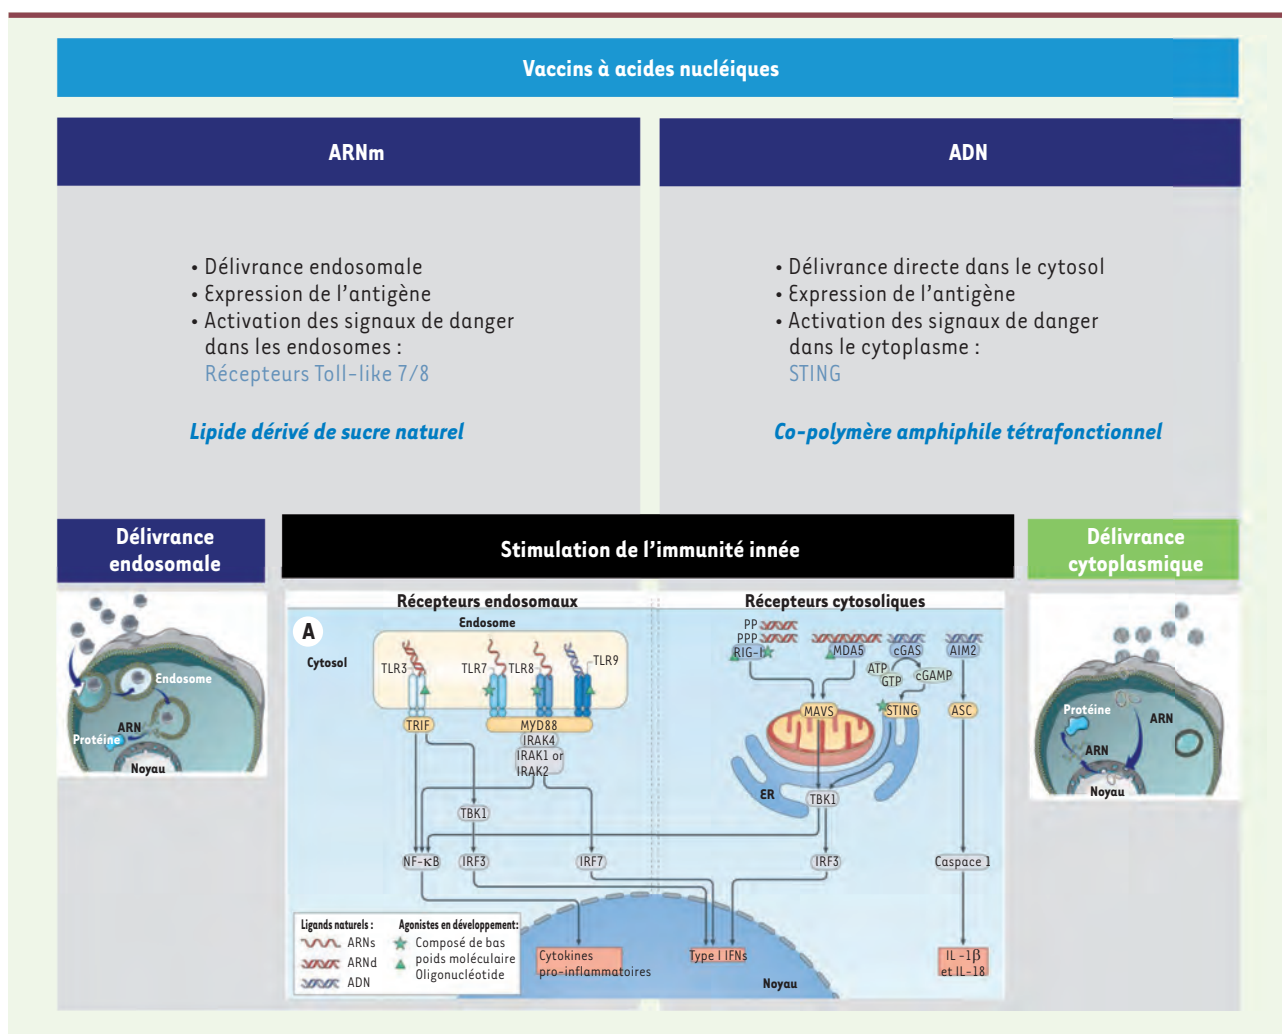 Vaccins à acides nucléiques
ARNm
• Délivrance endosomale
• Expression de l'antigène
• Activation des signaux de danger
dans les endosomes :
Récepteurs Toll-like 7/8
Lipide dérivé de sucre naturel
ADN
• Délivrance directe dans le cytosol
• Expression de l'antigène
• Activation des signaux de danger
dans le cytoplasme :
STING
Co-polymère amphiphile tétrafonctionnel
Délivrance
endosomale
Endosome
ARN
Protéine
Noyau
Stimulation de l'immunité innée
Récepteurs endosomaux
Récepteurs cytosoliques
A
Endosome
Cytosol
TLR3
TLR7
TLR8
TLR9
TRIF
MyD88
IRAK4
IRAK1 or
IRAK2
TBK1
NF-κB
IRF3
IRF7
PP
PPP
RIG-I
MDA5
cGAS
AIM2
ATP
GTP
cGAMP
MAVS
STING
ASC
ER
TBK1
IRF3
Caspace 1
Cytokines
pro-inflammatoires
Type I IFNs
IL-1β
et IL-18
Noyau
Ligands naturels :
ARNs
ARNd
ADN
Agonistes en développement:
Composé de bas
poids moléculaire
Oligonucléotide
Délivrance
cytoplasmique
Protéine
ARN
ARN
Noyau